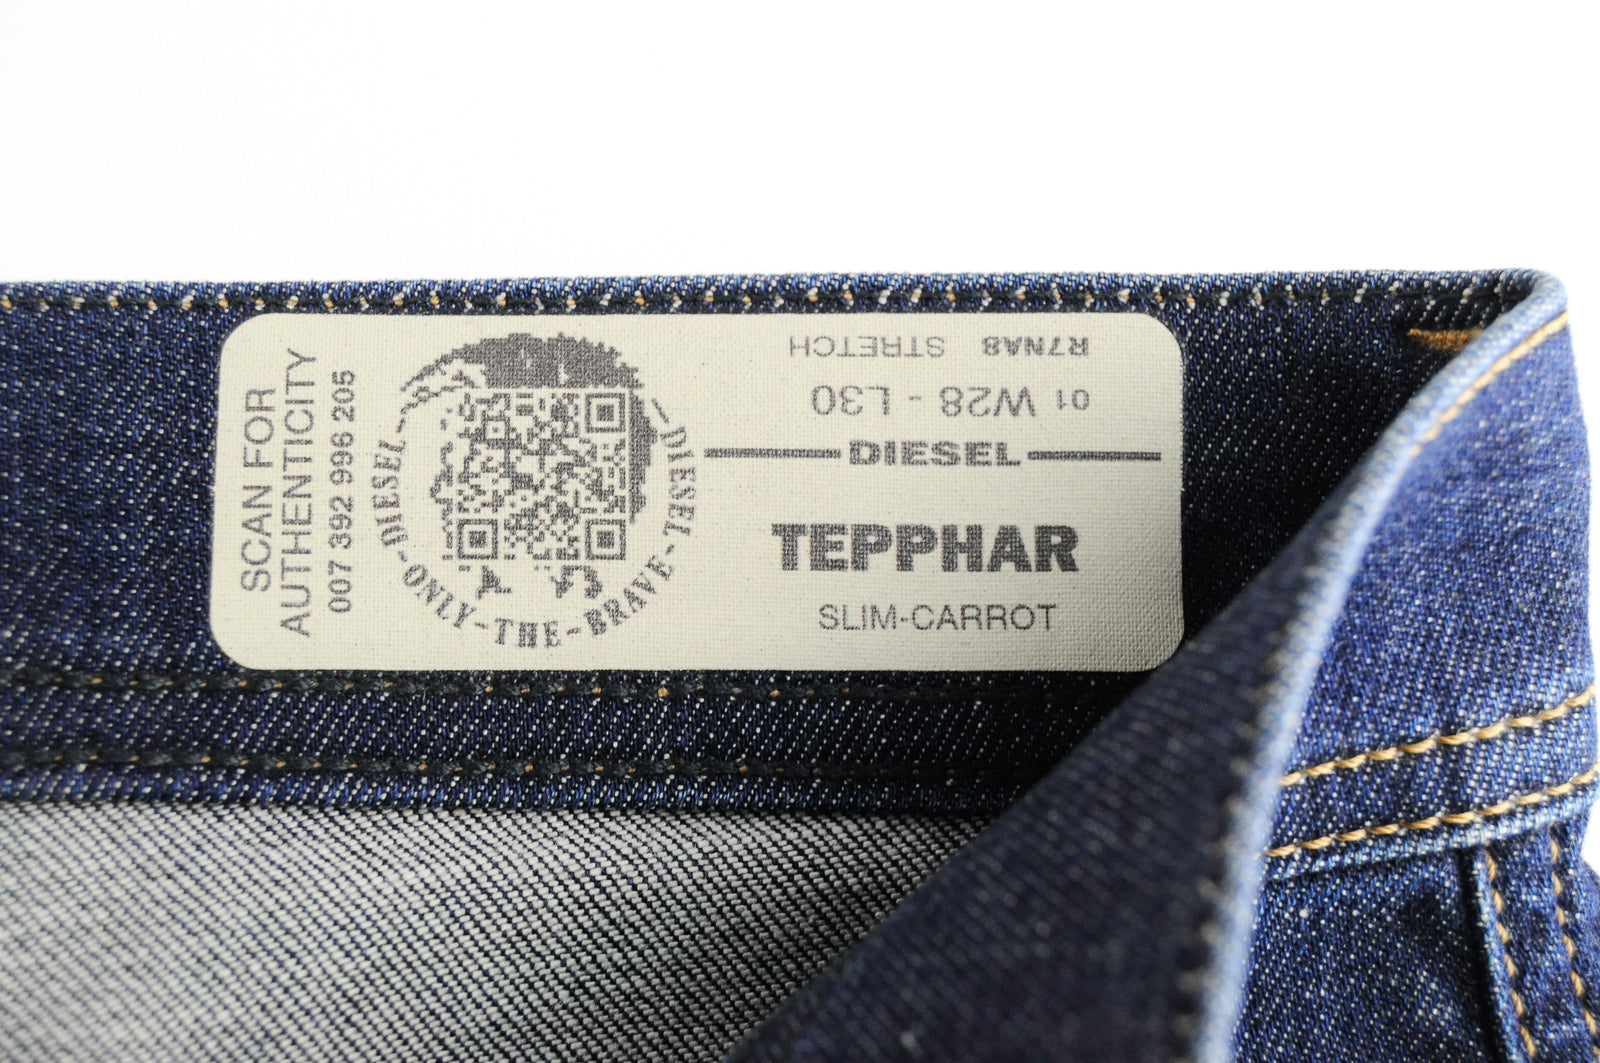 SCAN FOR
AUTHENTICITY
007 392 996 205
DIESEL-ONLY-THE-BRAVE-DIESEL
R7NA8 STRETCH
01 W28 - L30
DIESEL
TEPPHAR
SLIM-CARROT